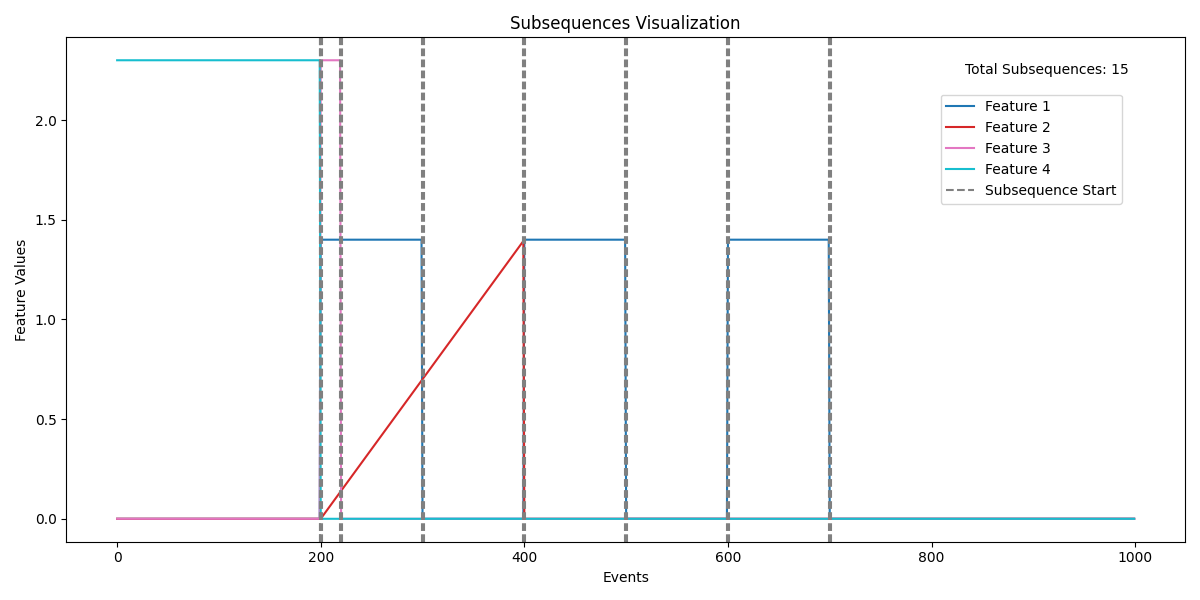 Subsequences Visualization
Total Subsequences: 15
Feature 1
Feature 2
Feature 3
Feature 4
Subsequence Start
Feature Values
2.0
1.5
1.0
0.5
0.0
0 200 400 600 800 1000
Events